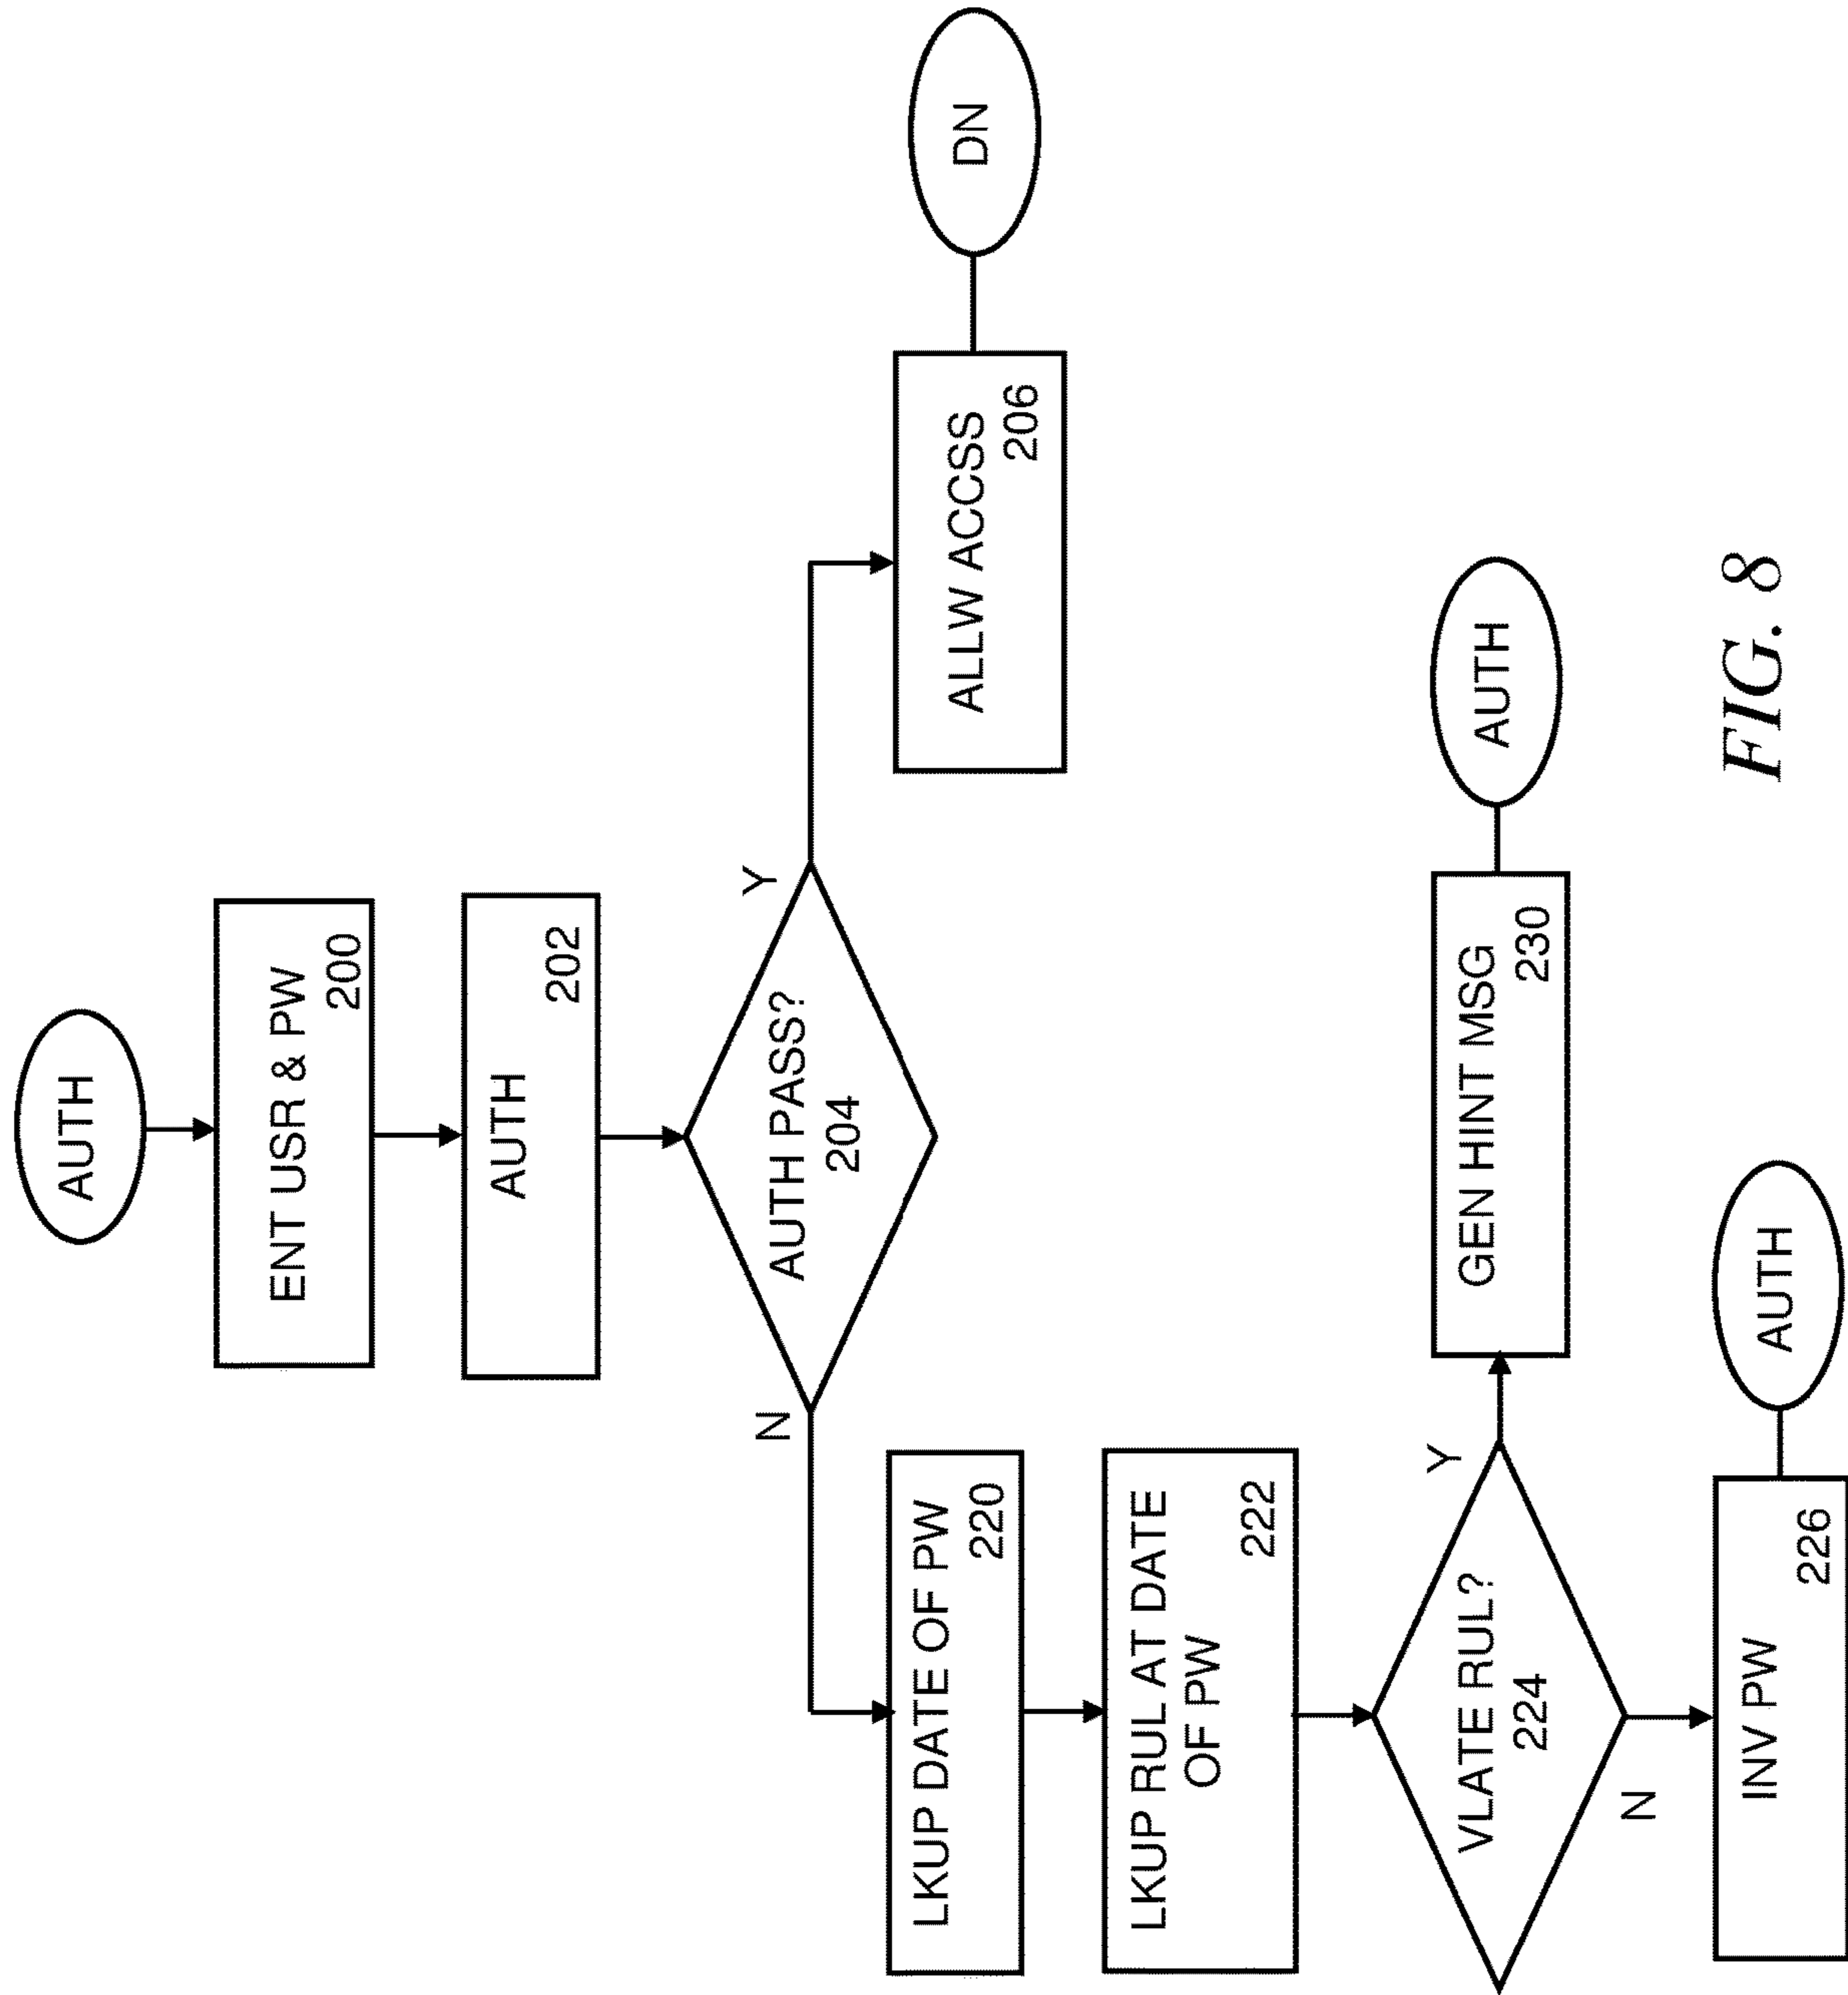 AUTH
ENT USR & PW
200
AUTH
202
AUTH PASS?
204
Y
N
ALLW ACCSS
206
DN
LKUP DATE OF PW
220
LKUP RUL AT DATE
OF PW
222
VLATE RUL?
224
Y
N
GEN HINT MSG
230
AUTH
INV PW
226
AUTH
FIG. 8